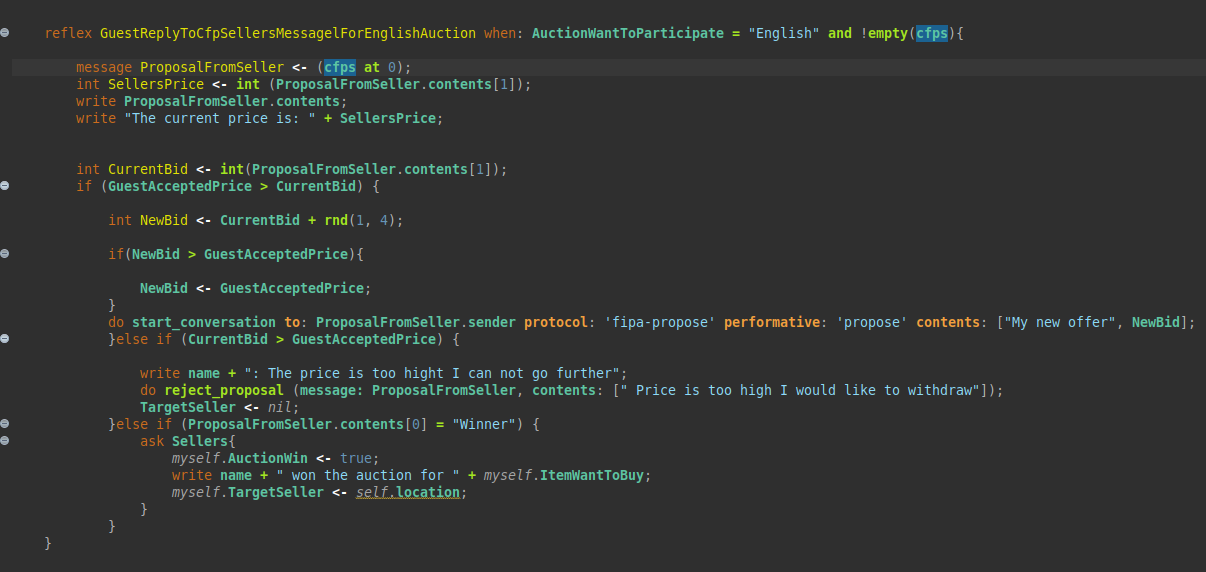 reflex GuestReplyToCfpSellersMessagelForEnglishAuction when: AuctionWantToParticipate = "English" and !empty(cfps){
message ProposalFromSeller <- (cfps at 0);
int SellersPrice <- int (ProposalFromSeller.contents[1]);
write ProposalFromSeller.contents;
write "The current price is: " + SellersPrice;
int CurrentBid <- int(ProposalFromSeller.contents[1]);
if (GuestAcceptedPrice > CurrentBid) {
int NewBid <- CurrentBid + rnd(1, 4);
if(NewBid > GuestAcceptedPrice){
NewBid <- GuestAcceptedPrice;
}
do start_conversation to: ProposalFromSeller.sender protocol: 'fipa-propose' performative: 'propose' contents: ["My new offer", NewBid];
}else if (CurrentBid > GuestAcceptedPrice) {
write name + ": The price is too hight I can not go further";
do reject_proposal (message: ProposalFromSeller, contents: [" Price is too high I would like to withdraw"]);
TargetSeller <- nil;
}else if (ProposalFromSeller.contents[0] = "Winner") {
ask Sellers{
myself.AuctionWin <- true;
write name + " won the auction for " + myself.ItemWantToBuy;
myself.TargetSeller <- self.location;
}
}
}